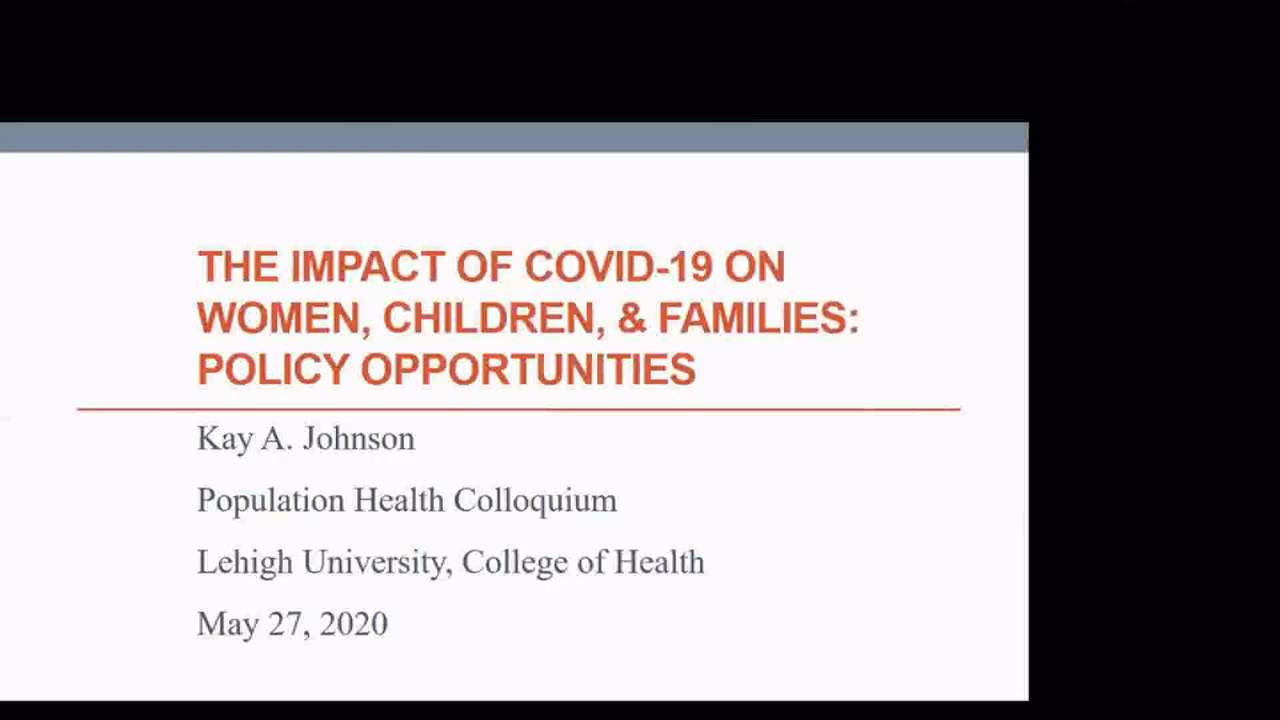 THE IMPACT OF COVID-19 ON
WOMEN, CHILDREN, & FAMILIES:
POLICY OPPORTUNITIES
Kay A. Johnson
Population Health Colloquium
Lehigh University, College of Health
May 27, 2020